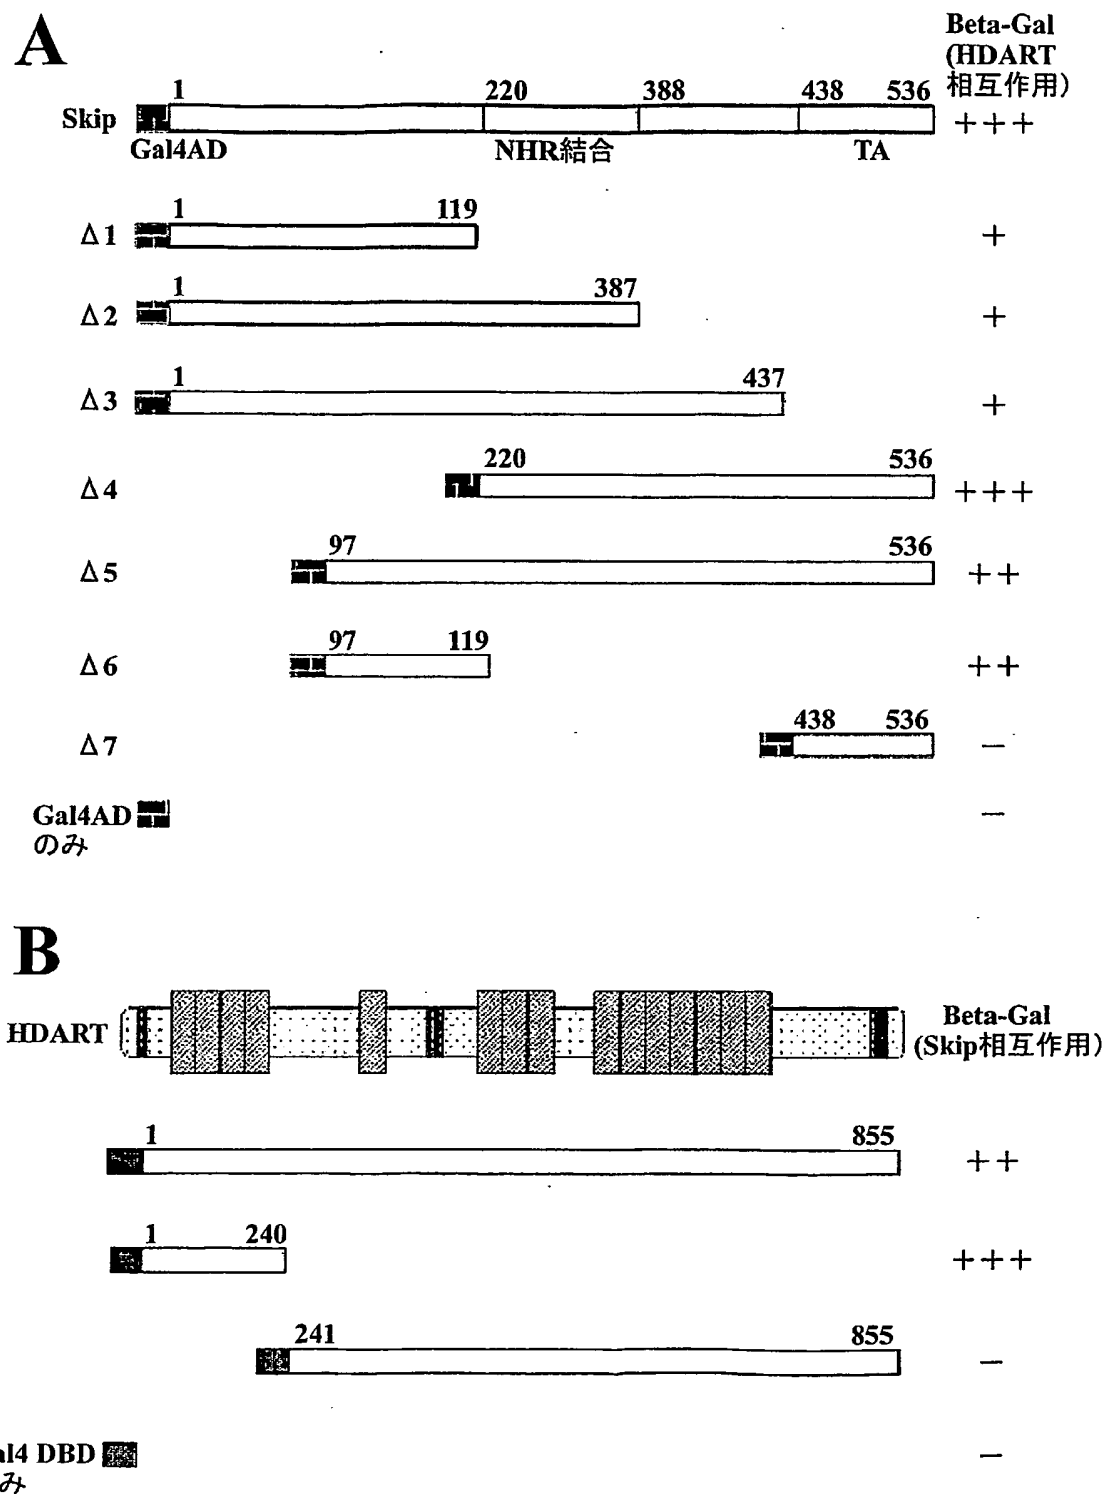 A
Beta-Gal
(HDART
相互作用)
1 220 388 438 536
Skip +++
Gal4AD NHR結合 TA
1 119
Δ1 +
1 387
Δ2 +
1 437
Δ3 +
220 536
Δ4 +++
97 536
Δ5 ++
97 119
Δ6 ++
438 536
Δ7 −
Gal4AD −
のみ
B
HDART Beta-Gal
(Skip相互作用)
1 855
++
1 240
+++
241 855
−
al4 DBD −
み